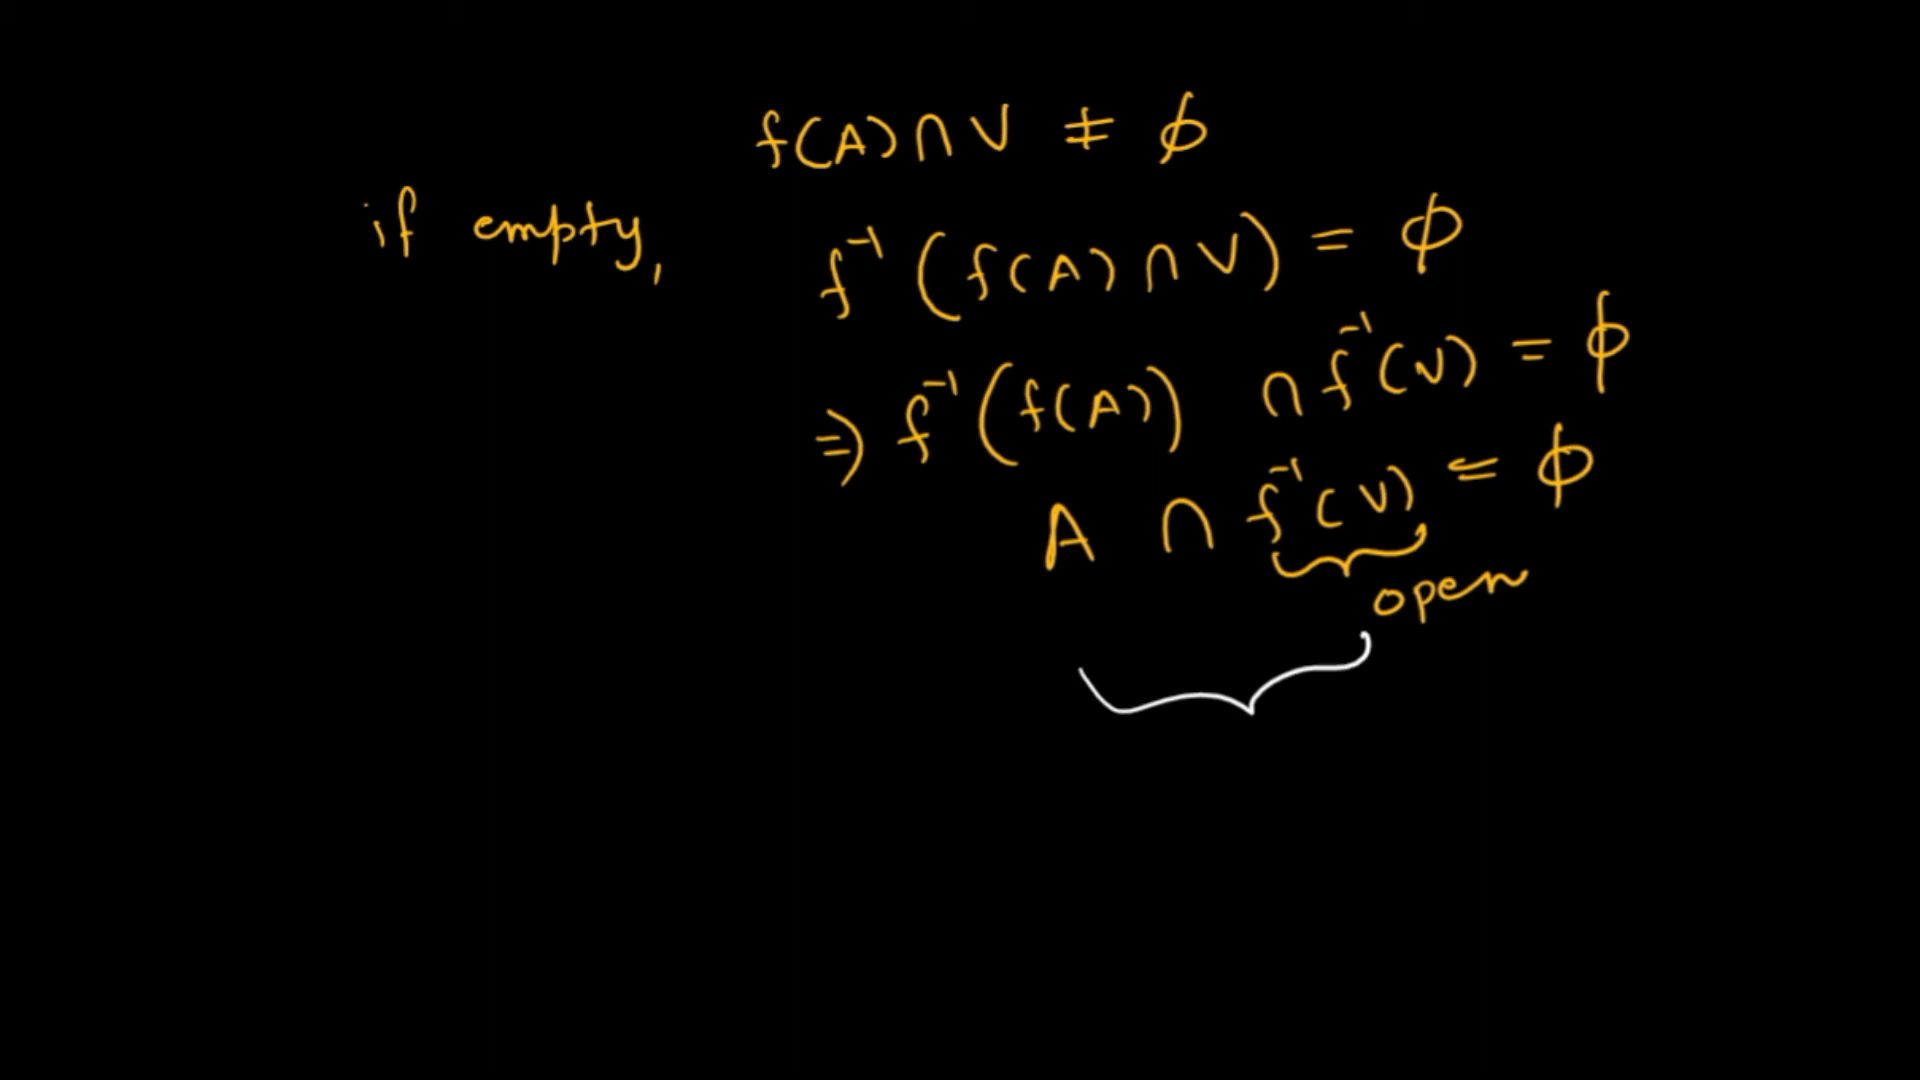 f(A) ∩ V ≠ ϕ
if empty, f⁻¹(f(A) ∩ V) = ϕ
⇒ f⁻¹(f(A)) ∩ f⁻¹(V) = ϕ
A ∩ f⁻¹(V) = ϕ
open